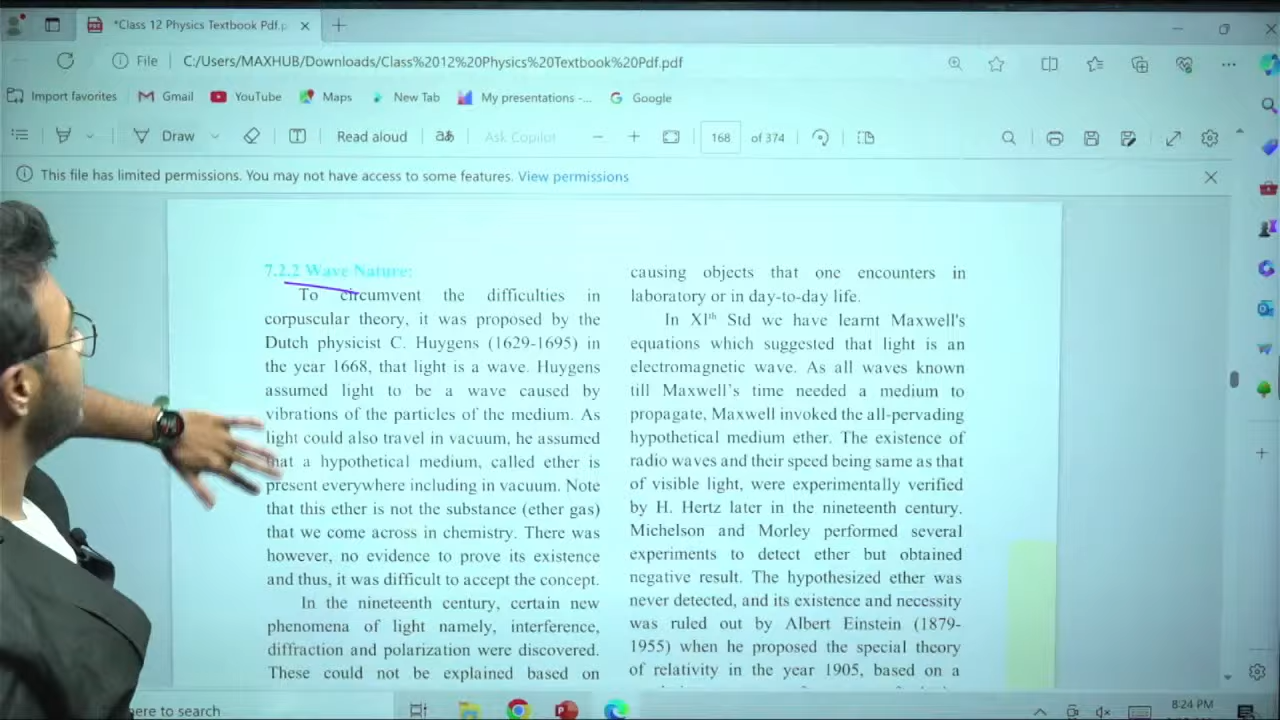 *Class 12 Physics Textbook Pdf.p
File
C:/Users/MAXHUB/Downloads/Class%2012%20Physics%20Textbook%20Pdf.pdf
Import favorites
Gmail
YouTube
Maps
New Tab
My presentations -...
Google
Draw
Read aloud
aあ
Ask Copilot
168
of 374
This file has limited permissions. You may not have access to some features. View permissions
7.2.2 Wave Nature:
To circumvent the difficulties in
corpuscular theory, it was proposed by the
Dutch physicist C. Huygens (1629-1695) in
the year 1668, that light is a wave. Huygens
assumed light to be a wave caused by
vibrations of the particles of the medium. As
light could also travel in vacuum, he assumed
that a hypothetical medium, called ether is
present everywhere including in vacuum. Note
that this ether is not the substance (ether gas)
that we come across in chemistry. There was
however, no evidence to prove its existence
and thus, it was difficult to accept the concept.
In the nineteenth century, certain new
phenomena of light namely, interference,
diffraction and polarization were discovered.
These could not be explained based on
causing objects that one encounters in
laboratory or in day-to-day life.
In XIth Std we have learnt Maxwell's
equations which suggested that light is an
electromagnetic wave. As all waves known
till Maxwell's time needed a medium to
propagate, Maxwell invoked the all-pervading
hypothetical medium ether. The existence of
radio waves and their speed being same as that
of visible light, were experimentally verified
by H. Hertz later in the nineteenth century.
Michelson and Morley performed several
experiments to detect ether but obtained
negative result. The hypothesized ether was
never detected, and its existence and necessity
was ruled out by Albert Einstein (1879-
1955) when he proposed the special theory
of relativity in the year 1905, based on a
here to search
8:24 PM